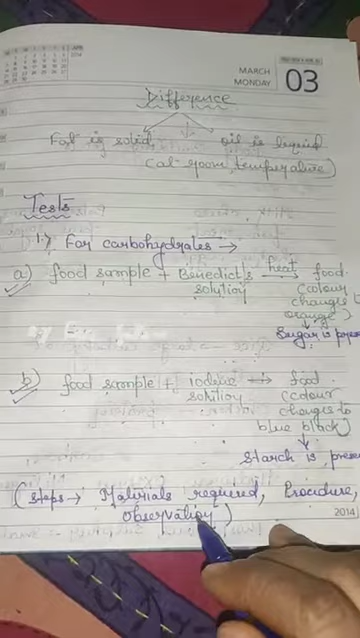 MARCH
MONDAY 03
Difference
Fat is solid oil is liquid
(at room temperature)
Tests
1.) For carbohydrates →
a) food sample + Benedict's heat → food
solution (colour
changes to
orange)
↓
Sugar is prese
b) food sample + iodine → food
solution (colour
changes to
blue black)
↓
Starch is prese
(steps → Materials required, Procedure,
observation)
2014